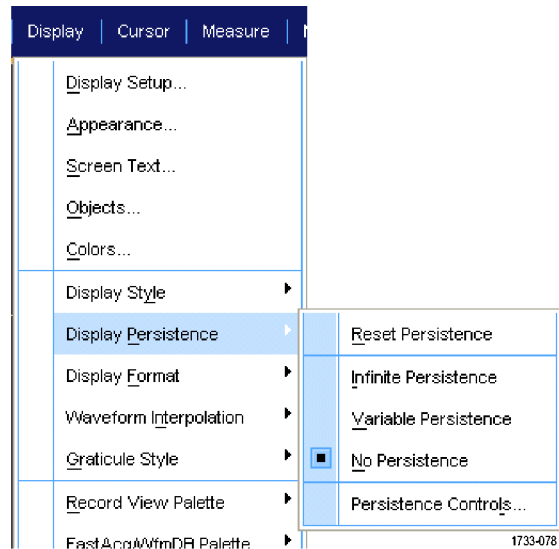 Display Cursor Measure
Display Setup...
Appearance...
Screen Text...
Objects...
Colors...
Display Style
Display Persistence
Reset Persistence
Display Format
Infinite Persistence
Waveform Interpolation
Variable Persistence
Graticule Style
No Persistence
Record View Palette
Persistence Controls...
FastAcq/WfmDB Palette
1733-078